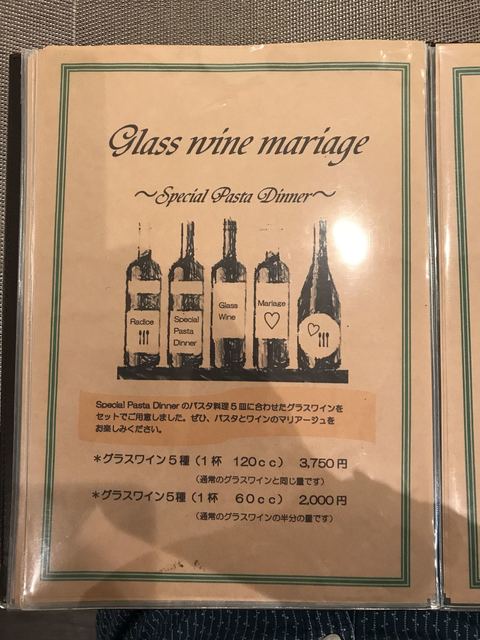 Glass wine mariage
〜Special Pasta Dinner〜
Radice
Special
Pasta
Dinner
Glass
Wine
Mariage
Special Pasta Dinner のパスタ料理5皿に合わせたグラスワインを
セットでご用意しました。ぜひ、パスタとワインのマリアージュを
お楽しみください。
＊グラスワイン5種（1杯　120cc）　3,750円
（通常のグラスワインと同じ量です）
＊グラスワイン5種（1杯　60cc）　2,000円
（通常のグラスワインの半分の量です）